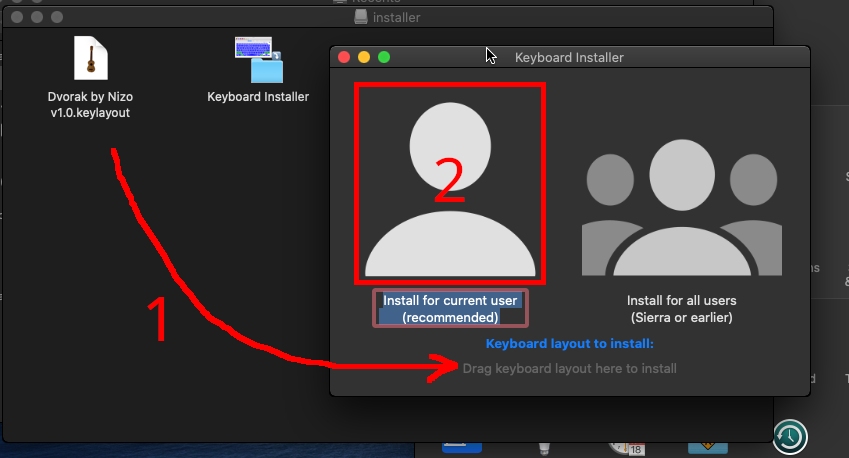 Recents
installer
Dvorak by Nizo
v1.0.keylayout
Keyboard Installer
1
Keyboard Installer
2
Install for current user
(recommended)
Install for all users
(Sierra or earlier)
Keyboard layout to install:
Drag keyboard layout here to install
18